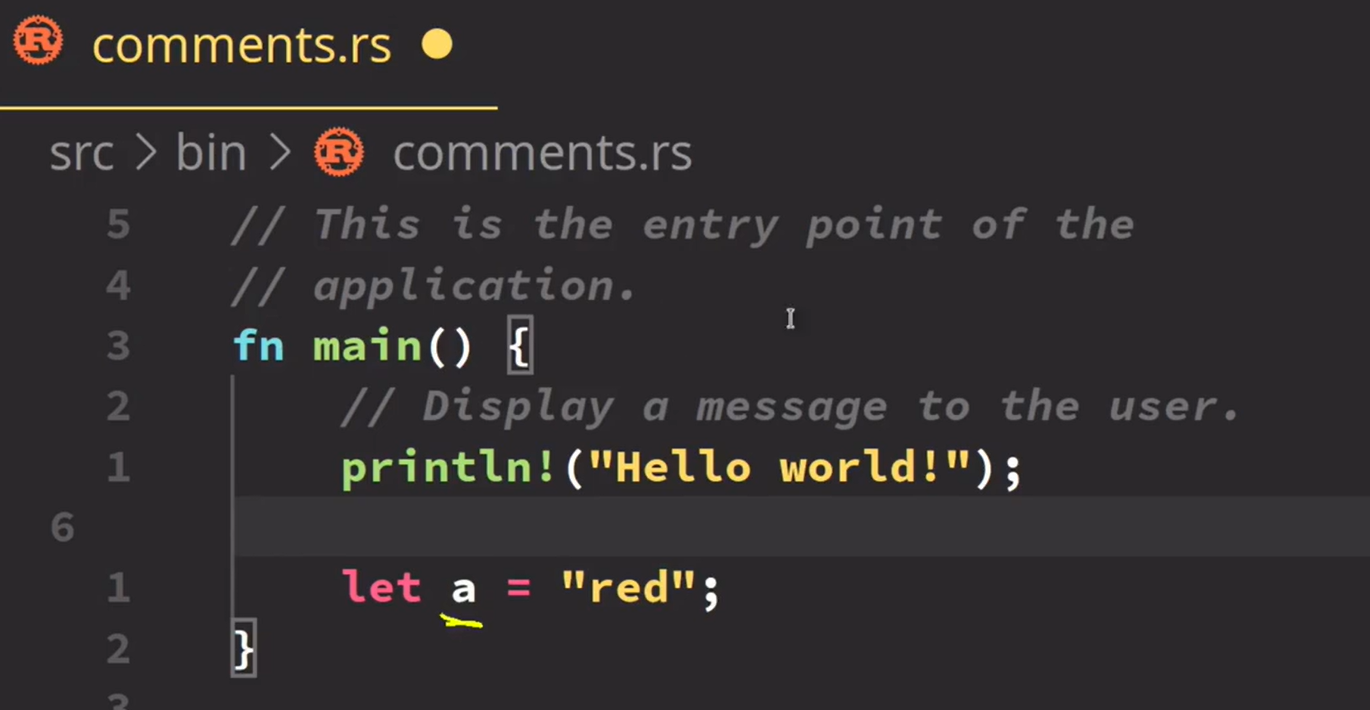 comments.rs
src > bin > comments.rs
5 // This is the entry point of the
4 // application.
3 fn main() {
2     // Display a message to the user.
1     println!("Hello world!");
6
1     let a = "red";
2 }
3